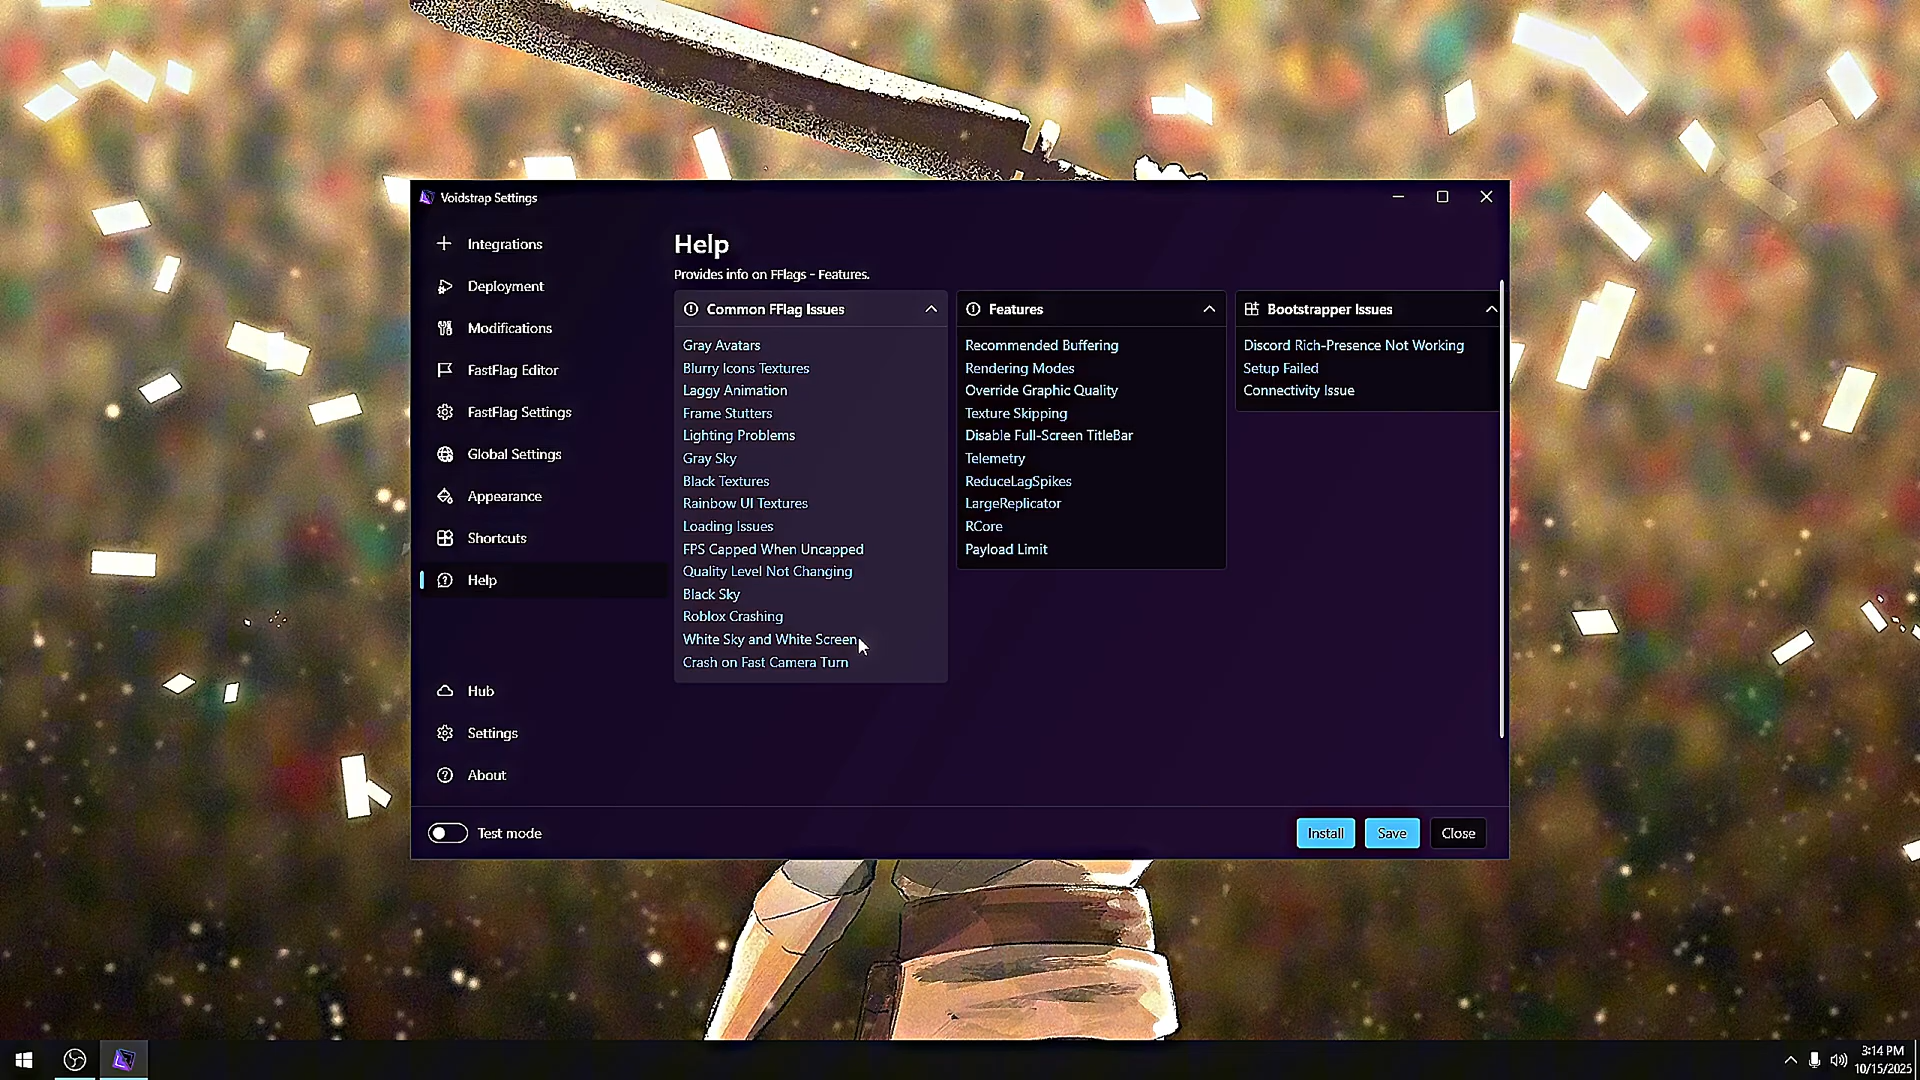 Voidstrap Settings
Integrations
Deployment
Modifications
FastFlag Editor
FastFlag Settings
Global Settings
Appearance
Shortcuts
Help
Hub
Settings
About
Help
Provides info on FFlags - Features.
Common FFlag Issues
Gray Avatars
Blurry Icons Textures
Laggy Animation
Frame Stutters
Lighting Problems
Gray Sky
Black Textures
Rainbow UI Textures
Loading Issues
FPS Capped When Uncapped
Quality Level Not Changing
Black Sky
Roblox Crashing
White Sky and White Screen
Crash on Fast Camera Turn
Features
Recommended Buffering
Rendering Modes
Override Graphic Quality
Texture Skipping
Disable Full-Screen TitleBar
Telemetry
ReduceLagSpikes
LargeReplicator
RCore
Payload Limit
Bootstrapper Issues
Discord Rich-Presence Not Working
Setup Failed
Connectivity Issue
Test mode
Install
Save
Close
3:14 PM
10/15/2025